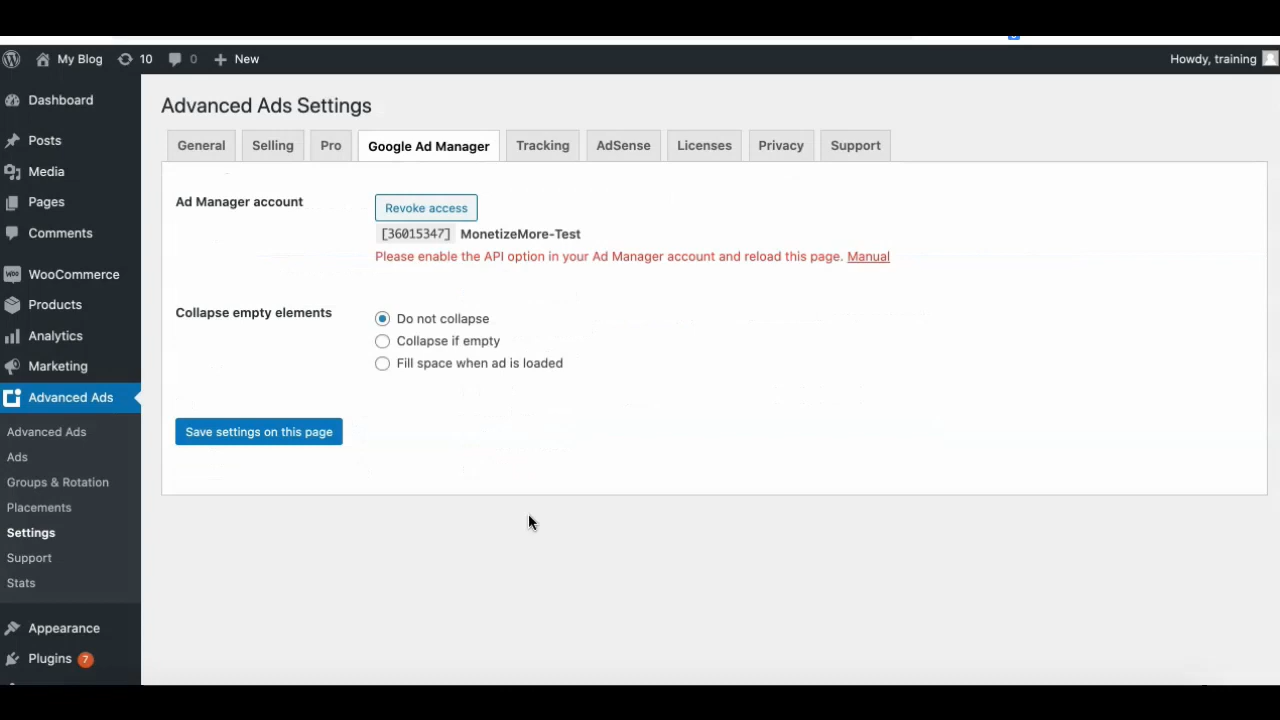 My Blog 10 0 New Howdy, training
Dashboard
Posts
Media
Pages
Comments
WooCommerce
Products
Analytics
Marketing
Advanced Ads
Advanced Ads
Ads
Groups & Rotation
Placements
Settings
Support
Stats
Appearance
Plugins 7
Advanced Ads Settings
General Selling Pro Google Ad Manager Tracking AdSense Licenses Privacy Support
Ad Manager account
Revoke access
[36015347] MonetizeMore-Test
Please enable the API option in your Ad Manager account and reload this page. Manual
Collapse empty elements
Do not collapse
Collapse if empty
Fill space when ad is loaded
Save settings on this page